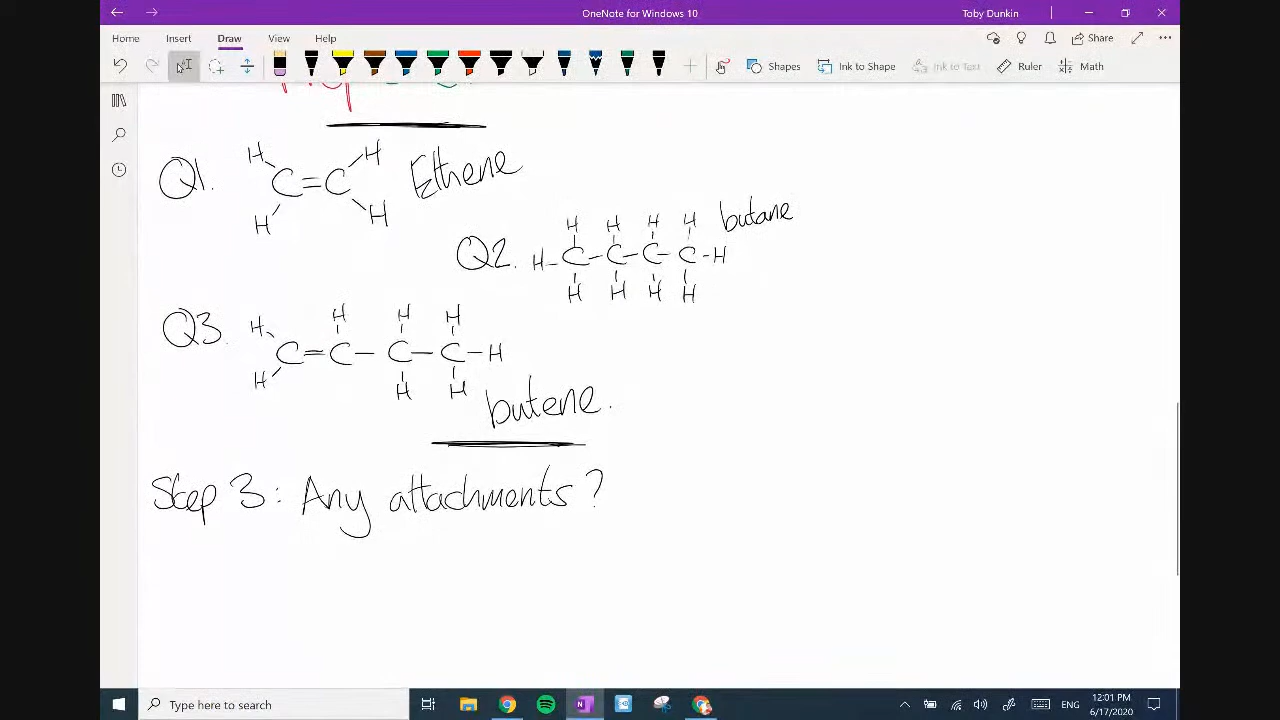 OneNote for Windows 10
Toby Dunkin
Home Insert Draw View Help
Share
Shapes
Ink to Shape
Ink to Text
Ruler
Math
Q1.
H H
C=C
H H
Ethene
Q2.
H H H H
H-C-C-C-C-H
H H H H
butane
Q3.
H H H H
C=C-C-C-H
H H H
butene.
Step 3: Any attachments?
Type here to search
ENG
12:01 PM
6/17/2020